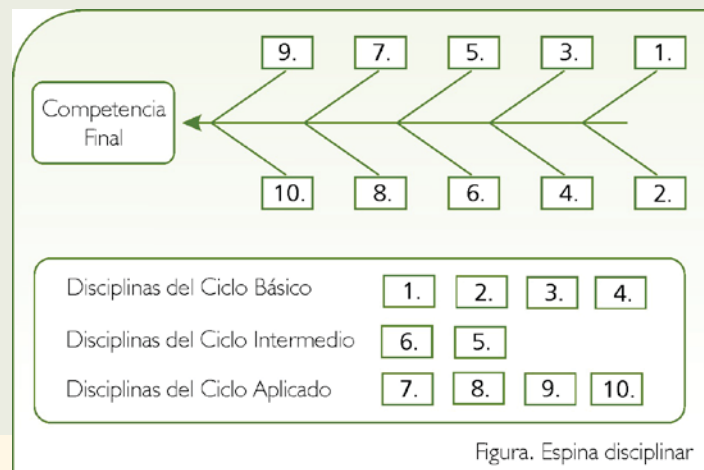 9. 7. 5. 3. 1.
Competencia
Final
10. 8. 6. 4. 2.
Disciplinas del Ciclo Básico 1. 2. 3. 4.
Disciplinas del Ciclo Intermedio 6. 5.
Disciplinas del Ciclo Aplicado 7. 8. 9. 10.
Figura. Espina disciplinar